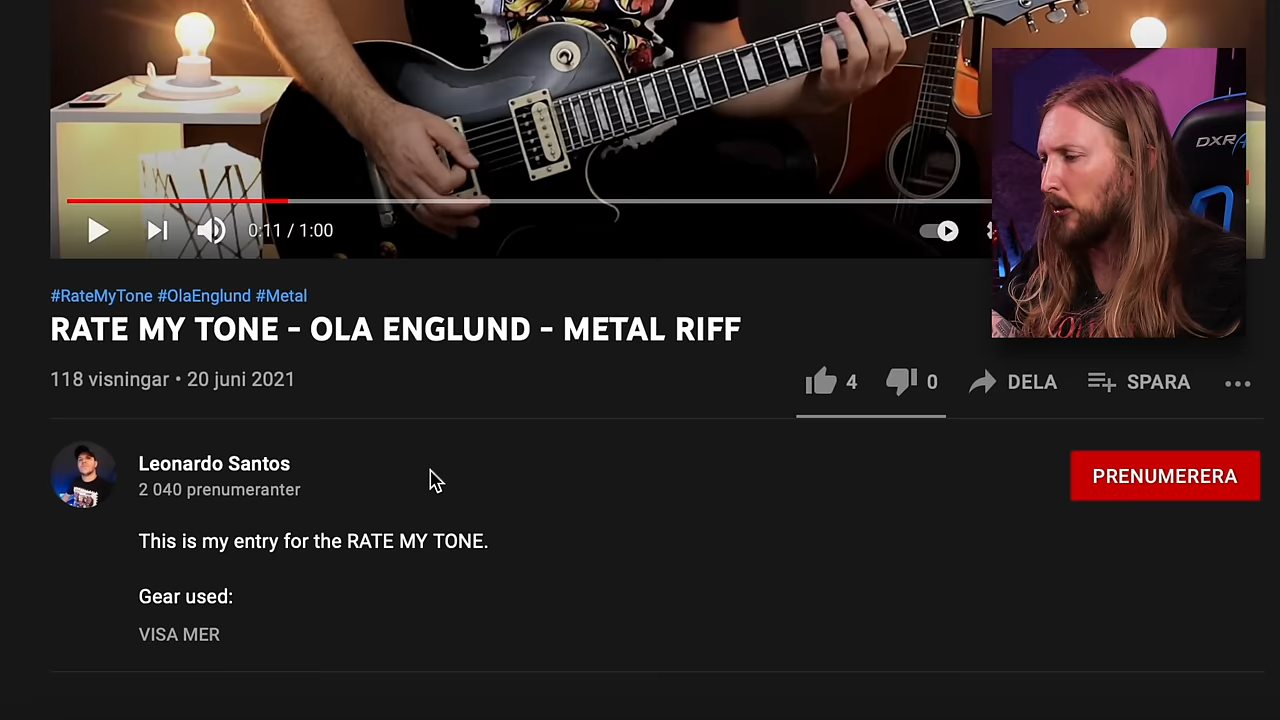 DXR
0:11 / 1:00
#RateMyTone #OlaEnglund #Metal
RATE MY TONE - OLA ENGLUND - METAL RIFF
118 visningar • 20 juni 2021
4 0 DELA SPARA
Leonardo Santos
2 040 prenumeranter
PRENUMERERA
This is my entry for the RATE MY TONE.
Gear used:
VISA MER